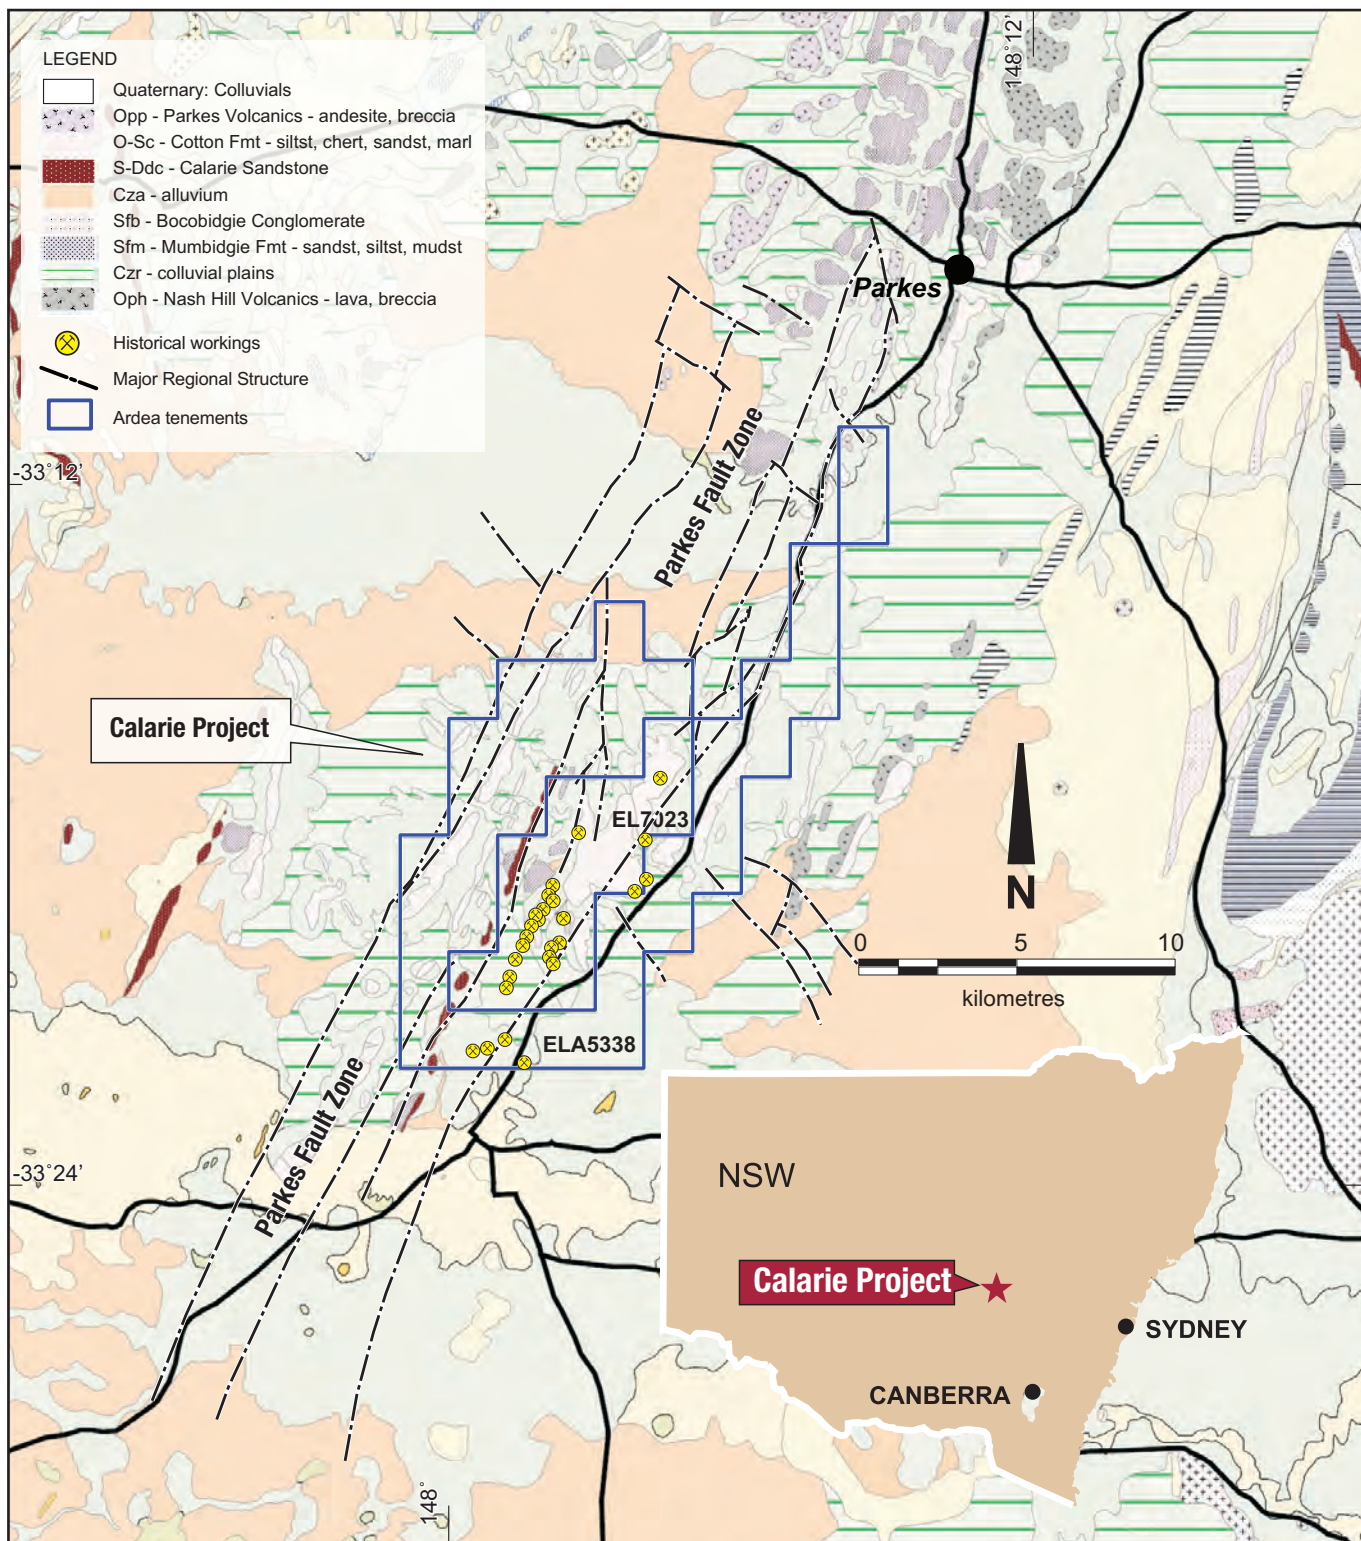 LEGEND
Quaternary: Colluvials
Opp - Parkes Volcanics - andesite, breccia
O-Sc - Cotton Fmt - siltst, chert, sandst, marl
S-Ddc - Calarie Sandstone
Cza - alluvium
Sfb - Bocobidgie Conglomerate
Sfm - Mumbidgie Fmt - sandst, siltst, mudst
Czr - colluvial plains
Oph - Nash Hill Volcanics - lava, breccia
Historical workings
Major Regional Structure
Ardea tenements
148°12'
Parkes
-33°12'
Parkes Fault Zone
Calarie Project
EL7023
N
0 5 10
kilometres
ELA5338
Parkes Fault Zone
-33°24'
148°
NSW
Calarie Project
SYDNEY
CANBERRA